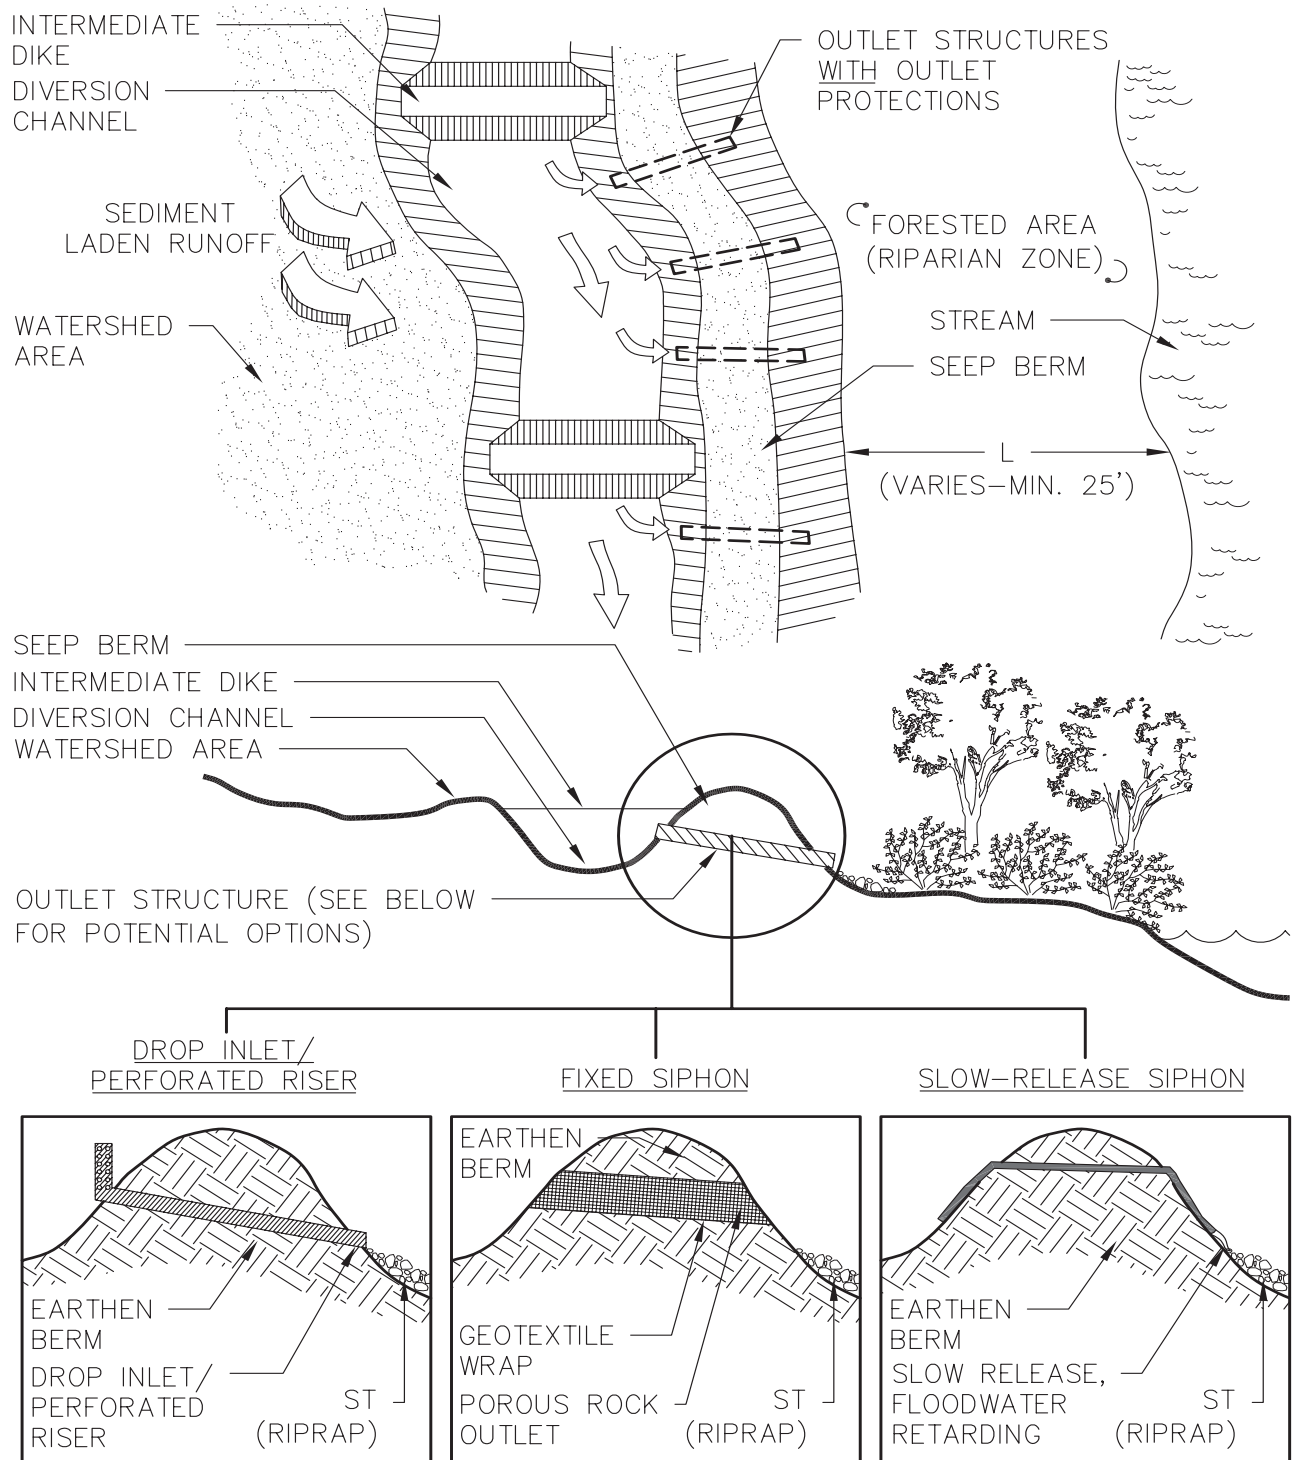 INTERMEDIATE
DIKE
DIVERSION
CHANNEL
OUTLET STRUCTURES
WITH OUTLET
PROTECTIONS
SEDIMENT
LADEN RUNOFF
FORESTED AREA
(RIPARIAN ZONE)
WATERSHED
AREA
STREAM
SEEP BERM
L
(VARIES-MIN. 25')
SEEP BERM
INTERMEDIATE DIKE
DIVERSION CHANNEL
WATERSHED AREA
OUTLET STRUCTURE (SEE BELOW
FOR POTENTIAL OPTIONS)
DROP INLET/
PERFORATED RISER
EARTHEN
BERM
DROP INLET/
PERFORATED
RISER
ST
(RIPRAP)
FIXED SIPHON
EARTHEN
BERM
GEOTEXTILE
WRAP
POROUS ROCK
OUTLET
ST
(RIPRAP)
SLOW-RELEASE SIPHON
EARTHEN
BERM
SLOW RELEASE,
FLOODWATER
RETARDING
ST
(RIPRAP)